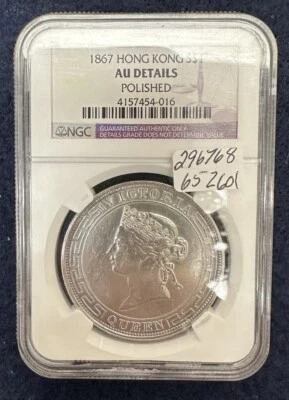 1867 HONG KONG S$1
AU DETAILS
POLISHED
4157454-016
NGC
GUARANTEED AUTHENTIC ONLY.
DETAILS GRADE DOES NOT DETERMINE VALUE.
296768
652601
VICTORIA
QUEEN